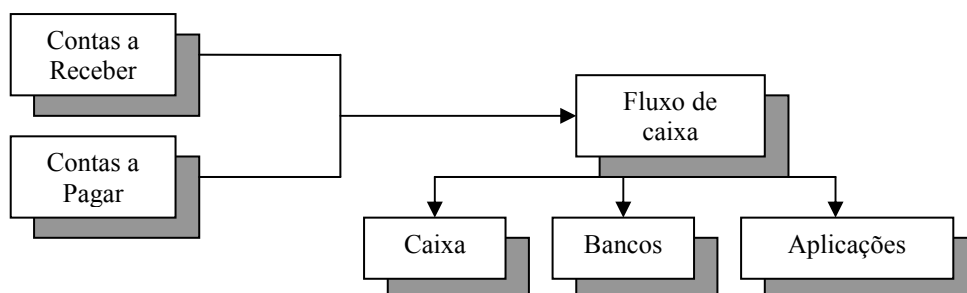 Contas a
Receber
Contas a
Pagar
Fluxo de
caixa
Caixa
Bancos
Aplicações